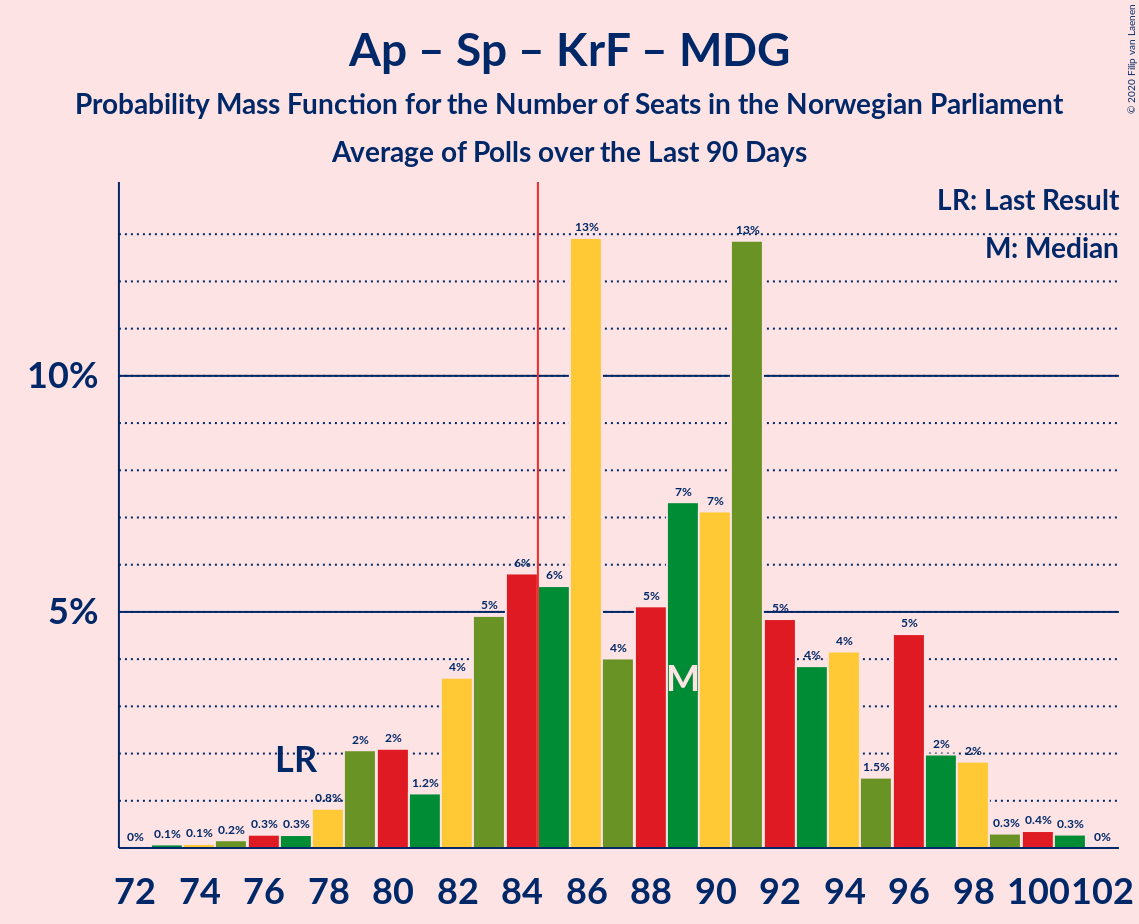 © 2020 Filip van Laenen
Ap – Sp – KrF – MDG
Probability Mass Function for the Number of Seats in the Norwegian Parliament
Average of Polls over the Last 90 Days
LR: Last Result
M: Median
10%
5%
LR
M
0% 0.1% 0.1% 0.2% 0.3% 0.3% 0.8% 2% 2% 1.2% 4% 5% 6% 6% 13% 4% 5% 7% 7% 13% 5% 4% 4% 1.5% 5% 2% 2% 0.3% 0.4% 0.3% 0%
72 74 76 78 80 82 84 86 88 90 92 94 96 98 100 102